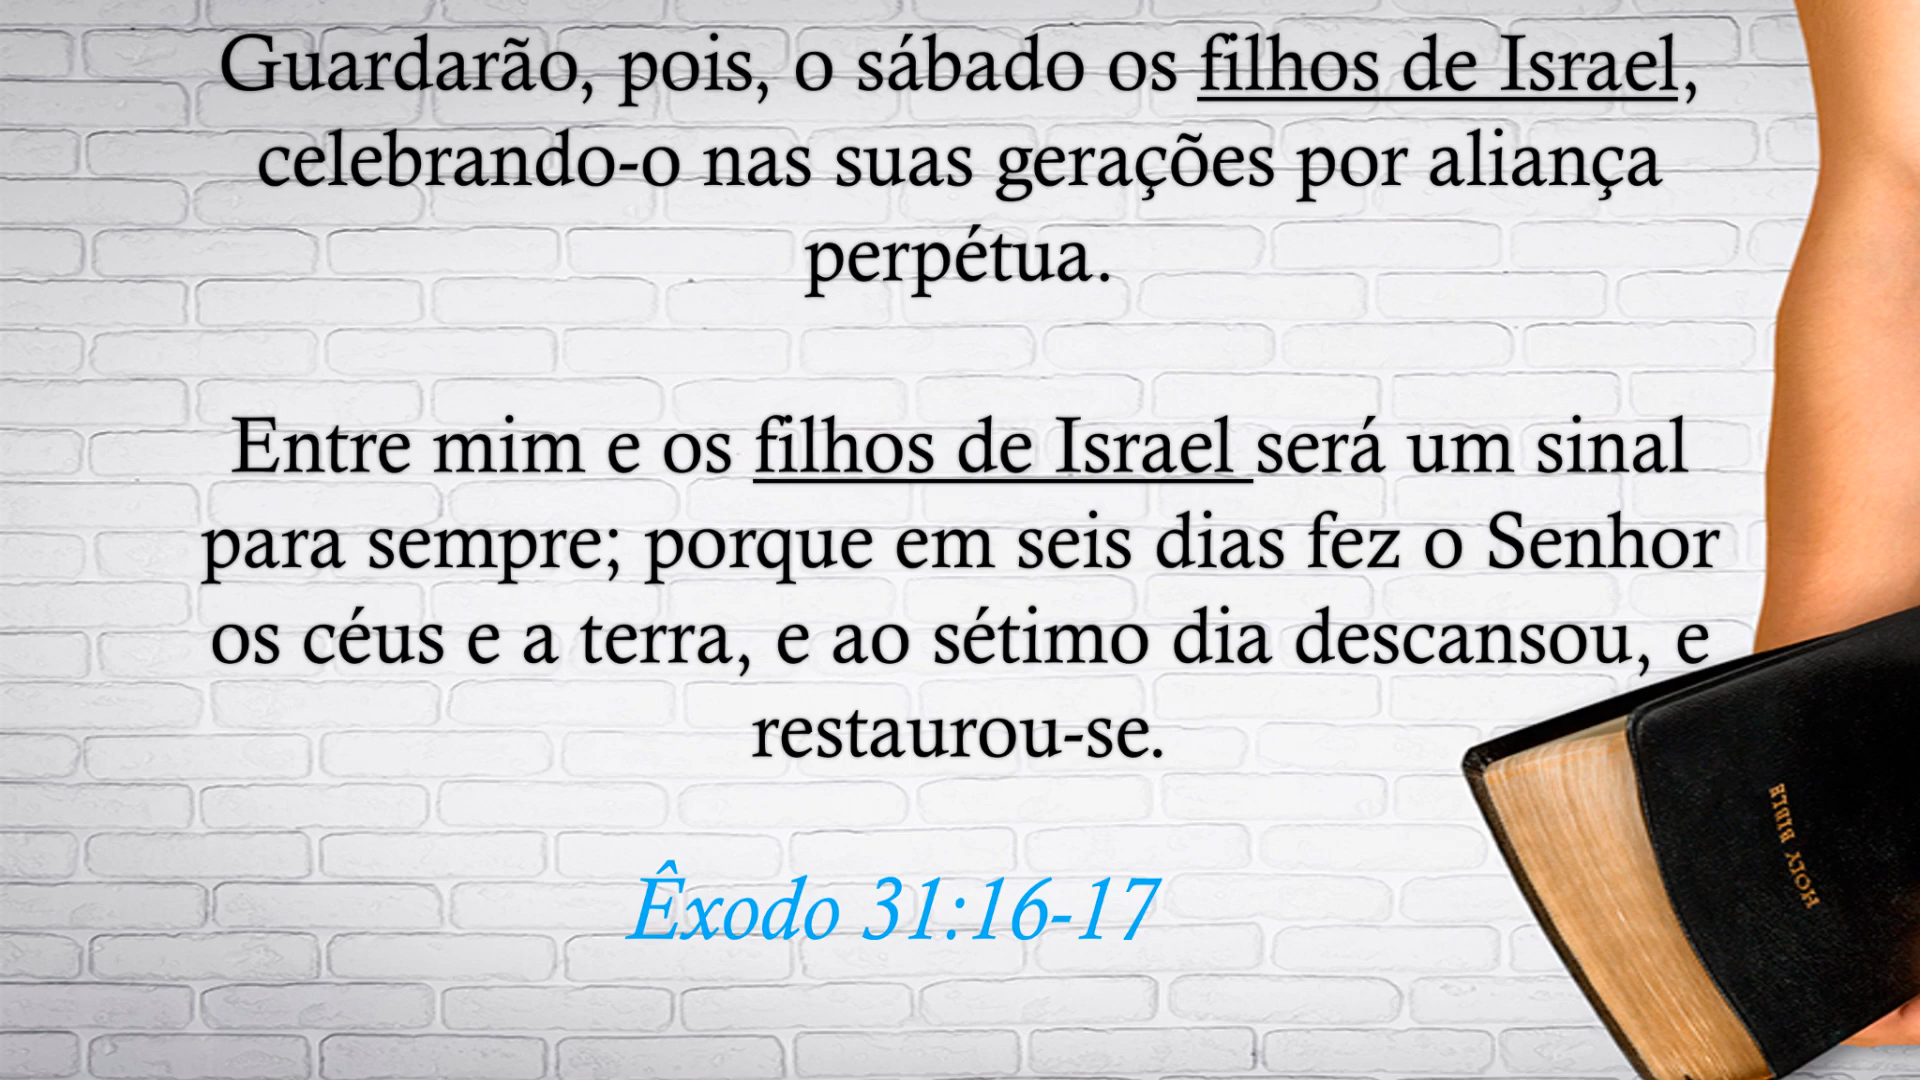 Guardarão, pois, o sábado os filhos de Israel,
celebrando-o nas suas gerações por aliança
perpétua.
Entre mim e os filhos de Israel será um sinal
para sempre; porque em seis dias fez o Senhor
os céus e a terra, e ao sétimo dia descansou, e
restaurou-se.
Êxodo 31:16-17
HOLY BIBLE